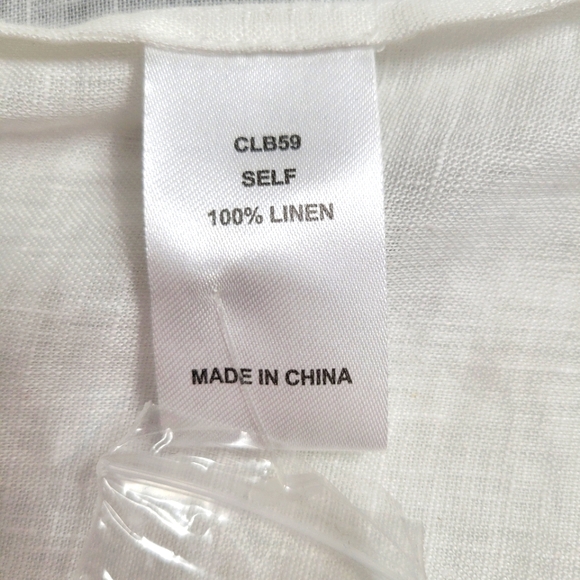 CLB59
SELF
100% LINEN
MADE IN CHINA